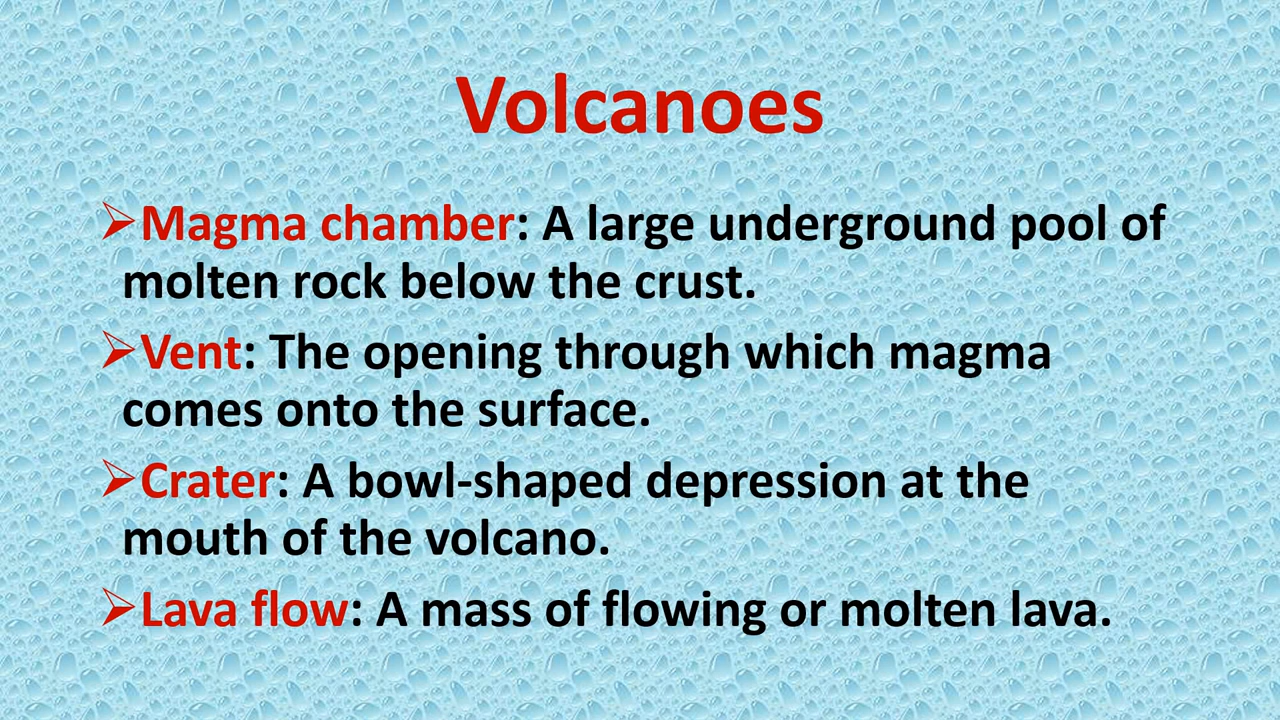 Volcanoes
➢Magma chamber: A large underground pool of
molten rock below the crust.
➢Vent: The opening through which magma
comes onto the surface.
➢Crater: A bowl-shaped depression at the
mouth of the volcano.
➢Lava flow: A mass of flowing or molten lava.